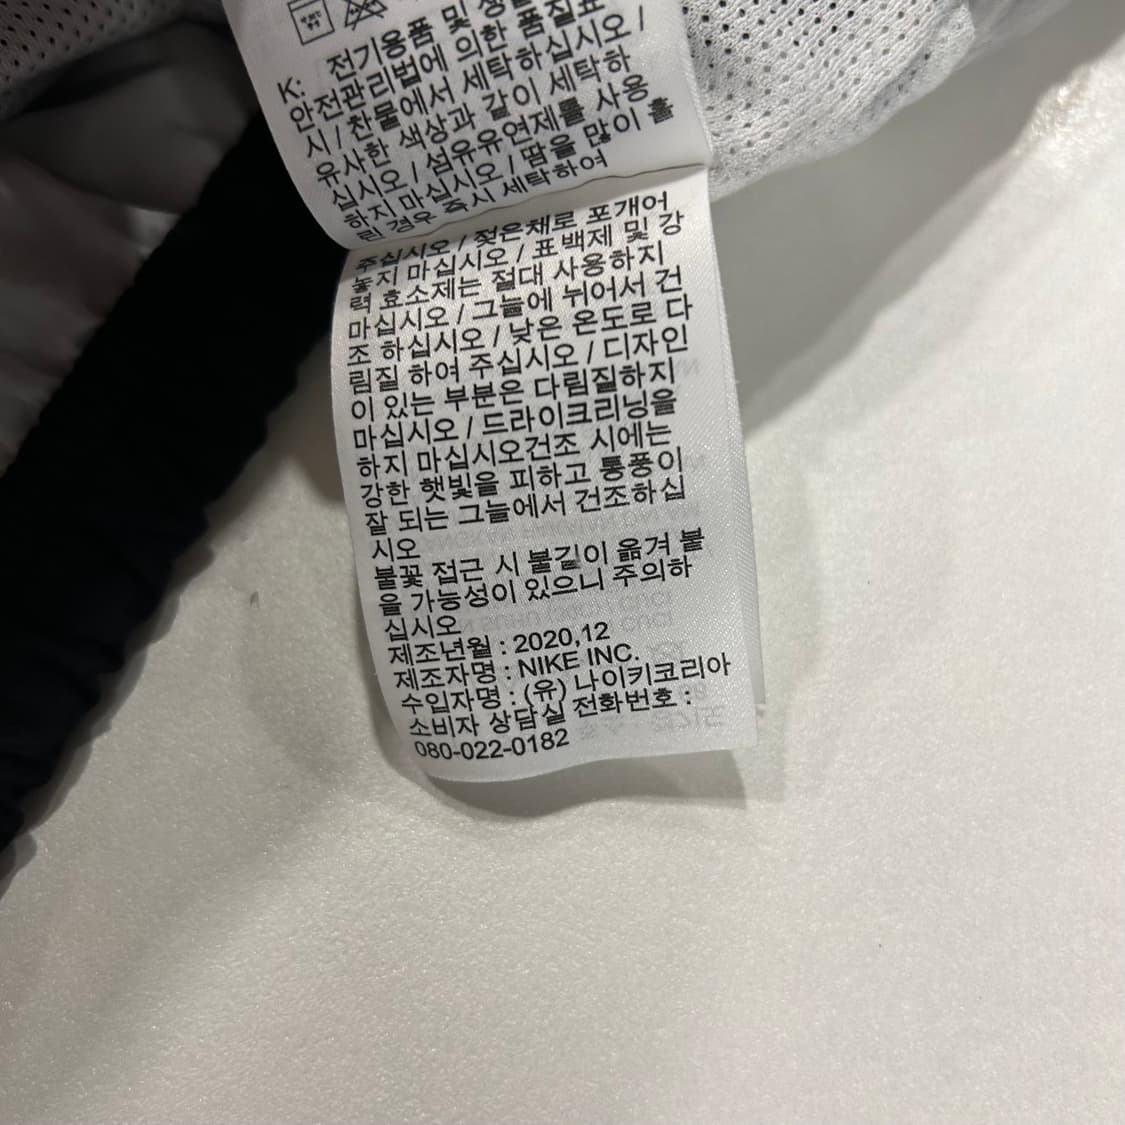 K: 전기용품 및 생활
안전관리법에 의한 품질표
시 / 찬물에서 세탁하십시오 /
유사한 색상과 같이 세탁하
십시오 / 섬유유연제를 사용
하지 마십시오 / 땀을 많이 흘
린 경우 즉시 세탁하여
주십시오 / 젖은채로 포개어
놓지 마십시오 / 표백제 및 강
력 효소제는 절대 사용하지
마십시오 / 그늘에 뉘어서 건
조 하십시오 / 낮은 온도로 다
림질 하여 주십시오 / 디자인
이 있는 부분은 다림질하지
마십시오 / 드라이크리닝을
하지 마십시오건조 시에는
강한 햇빛을 피하고 통풍이
잘 되는 그늘에서 건조하십
시오
불꽃 접근 시 불길이 옮겨 붙
을 가능성이 있으니 주의하
십시오
제조년월 : 2020,12
제조자명 : NIKE INC.
수입자명 : (유) 나이키코리아
소비자 상담실 전화번호 :
080-022-0182